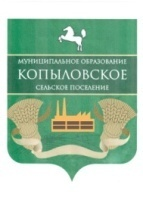 МУНИЦИПАЛЬНОЕ ОБРАЗОВАНИЕ
КОПЫЛОВСКОЕ
СЕЛЬСКОЕ ПОСЕЛЕНИЕ